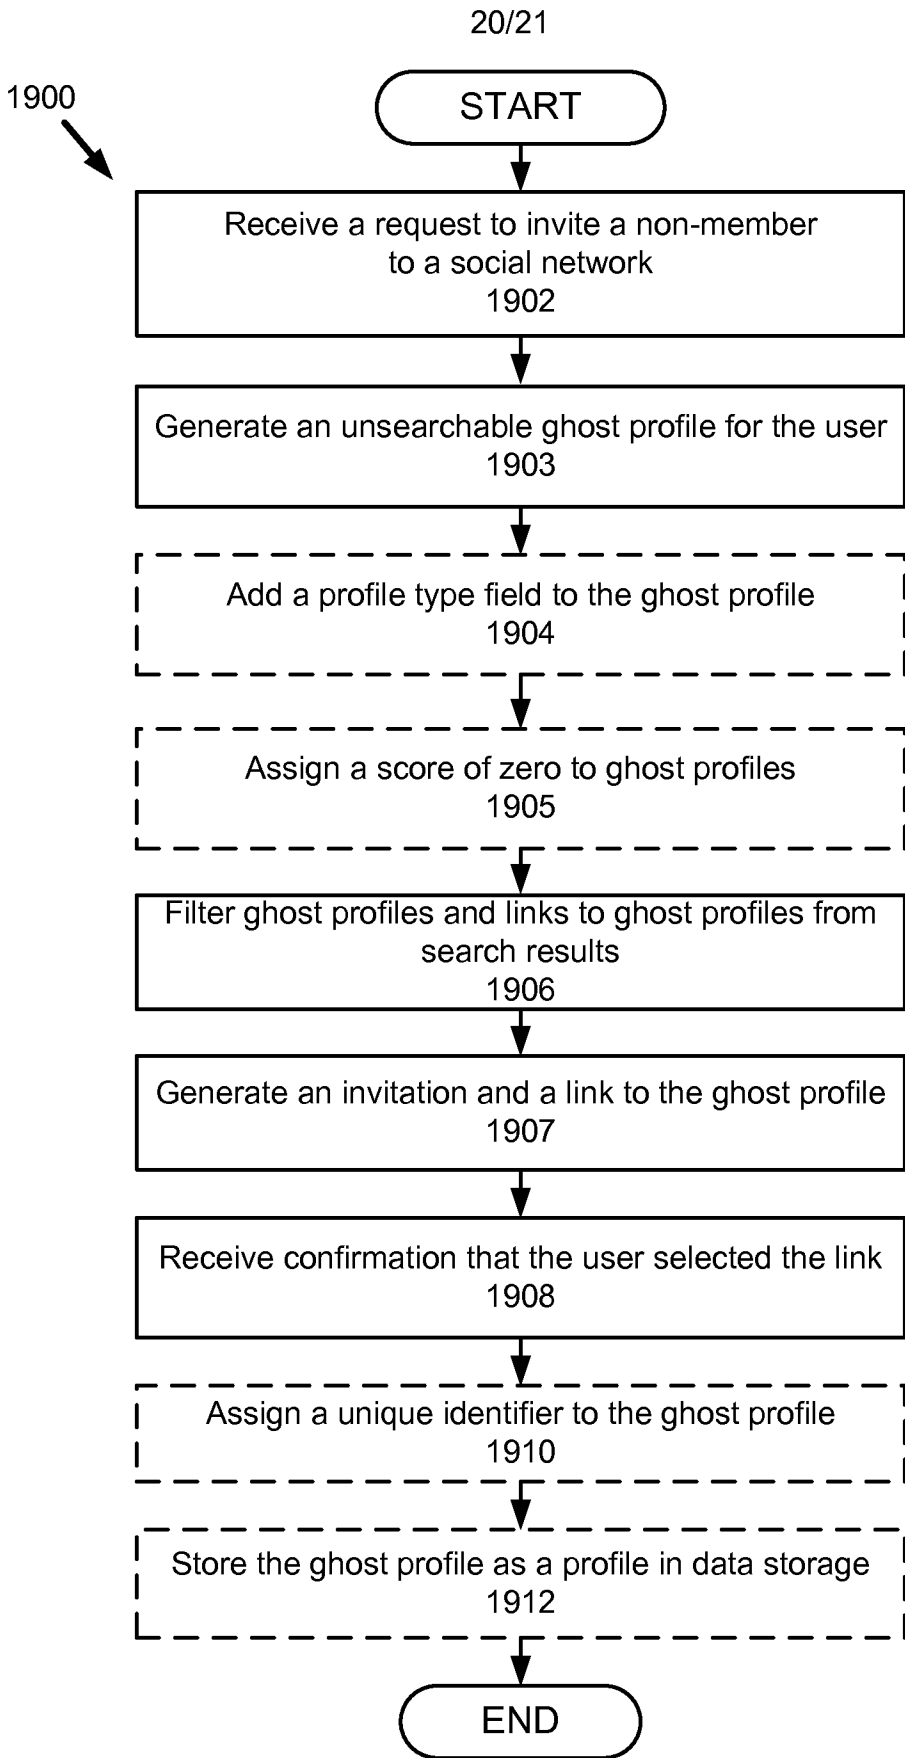 20/21
1900
START
Receive a request to invite a non-member
to a social network
1902
Generate an unsearchable ghost profile for the user
1903
Add a profile type field to the ghost profile
1904
Assign a score of zero to ghost profiles
1905
Filter ghost profiles and links to ghost profiles from
search results
1906
Generate an invitation and a link to the ghost profile
1907
Receive confirmation that the user selected the link
1908
Assign a unique identifier to the ghost profile
1910
Store the ghost profile as a profile in data storage
1912
END